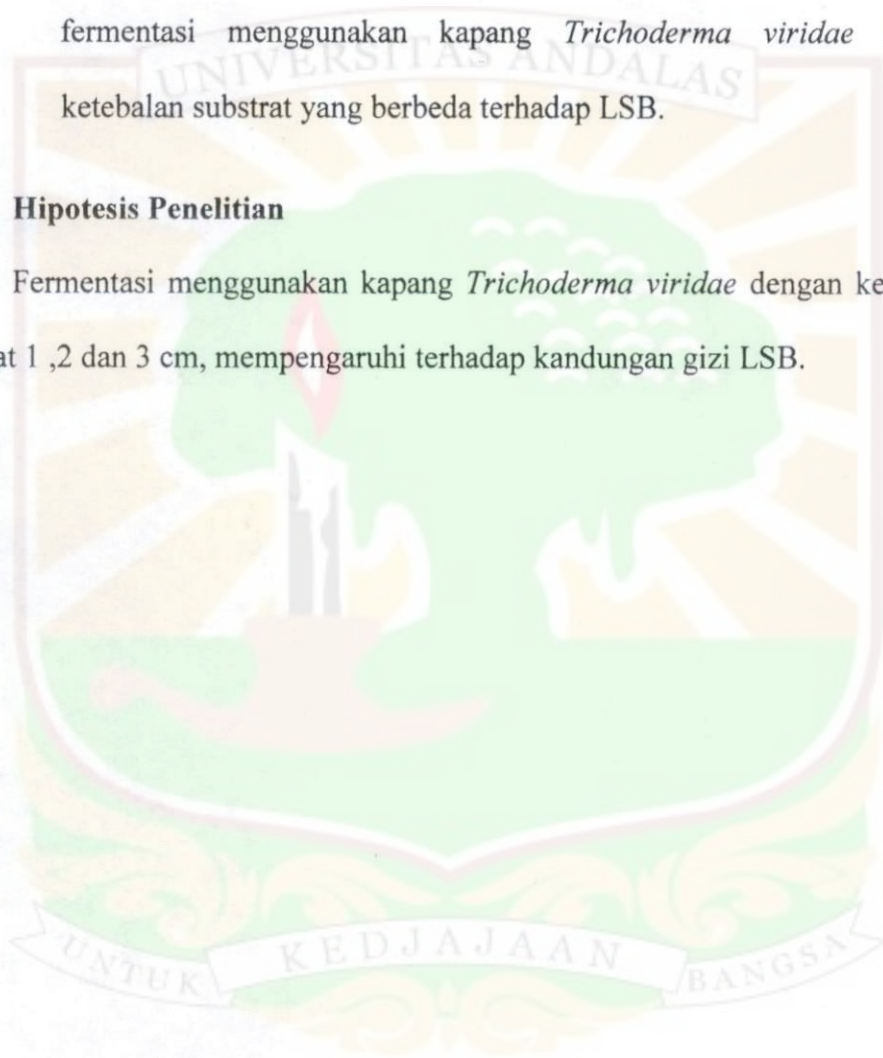 fermentasi menggunakan kapang Trichoderma viridae
UNIVERSITAS ANDALAS
ketebalan substrat yang berbeda terhadap LSB.
Hipotesis Penelitian
Fermentasi menggunakan kapang Trichoderma viridae dengan ke
at 1 ,2 dan 3 cm, mempengaruhi terhadap kandungan gizi LSB.
UNTUK KEDJAJAAN BANGSA